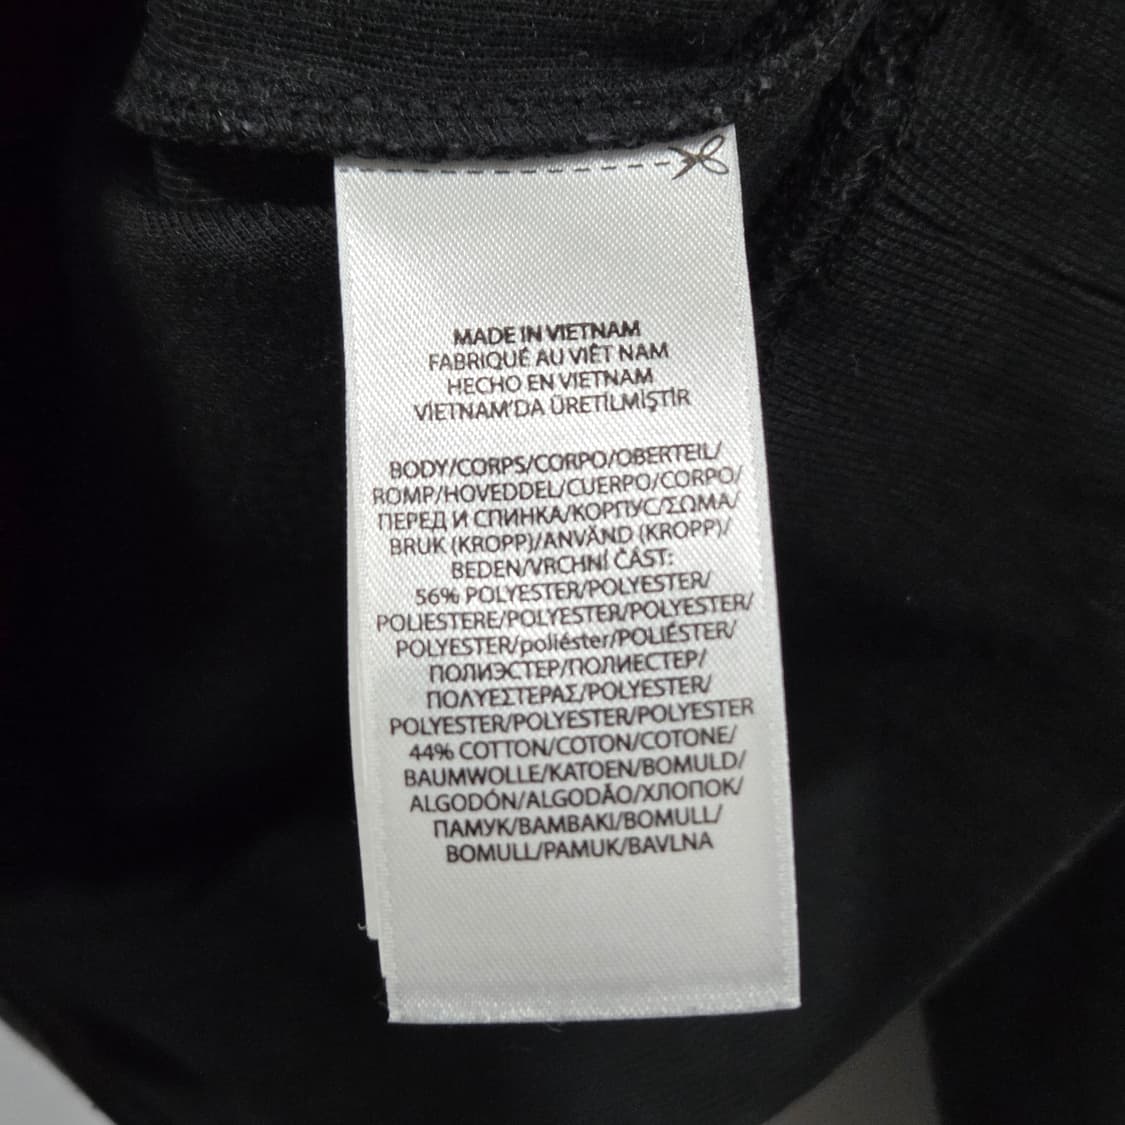 MADE IN VIETNAM
FABRIQUÉ AU VIÊT NAM
HECHO EN VIETNAM
VİETNAM'DA ÜRETİLMİŞTİR
BODY/CORPS/CORPO/OBERTEIL/
ROMP/HOVEDDEL/CUERPO/CORPO/
ПЕРЕД И СПИНКА/КОРПУС/ΣΩΜΑ/
BRUK (KROPP)/ANVÄND (KROPP)/
BEDEN/VRCHNÍ ČÁST:
56% POLYESTER/POLYESTER/
POLIESTERE/POLYESTER/POLYESTER/
POLYESTER/poliéster/POLIÉSTER/
ПОЛИЭСТЕР/ПОЛИЕСТЕР/
ΠΟΛΥΕΣΤΕΡΑΣ/POLYESTER/
POLYESTER/POLYESTER/POLYESTER
44% COTTON/COTON/COTONE/
BAUMWOLLE/KATOEN/BOMULD/
ALGODÓN/ALGODÃO/ХЛОПОК/
ПАМУК/ΒΑΜΒΑΚΙ/BOMULL/
BOMULL/PAMUK/BAVLNA